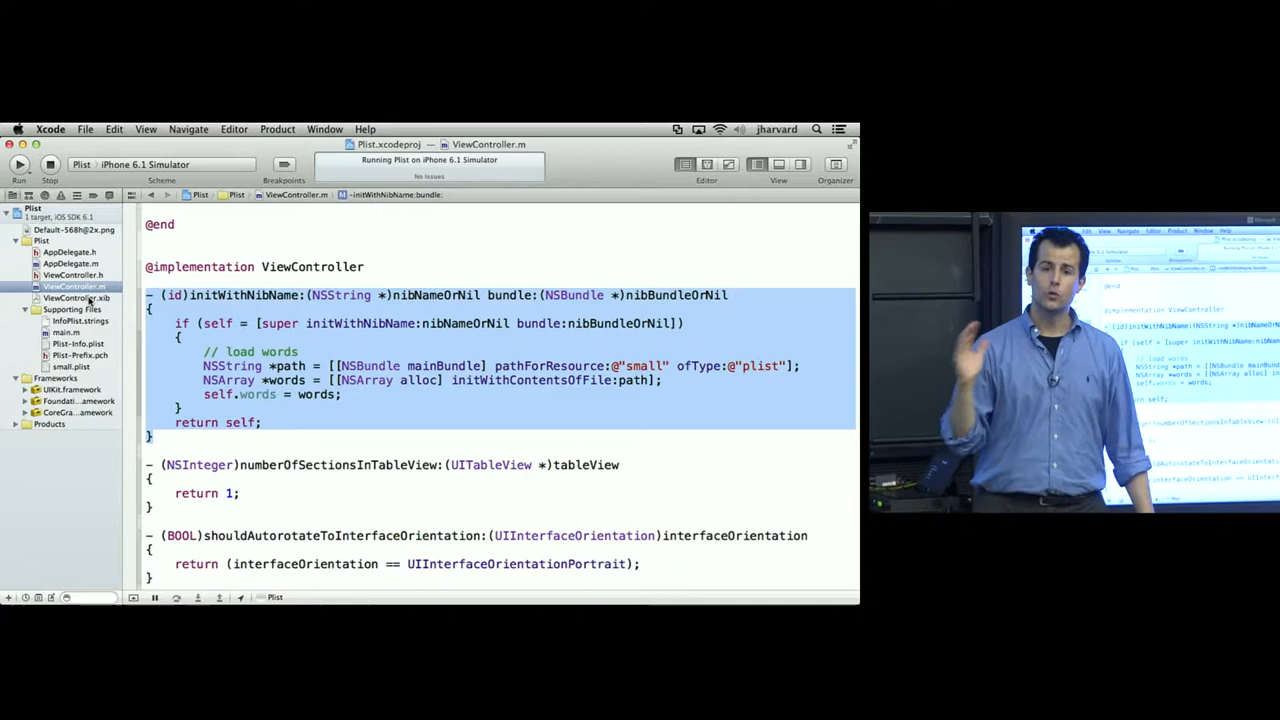 Xcode File Edit View Navigate Editor Product Window Help jharvard
Plist.xcodeproj — ViewController.m
Plist iPhone 6.1 Simulator
Running Plist on iPhone 6.1 Simulator
No Issues
Run Stop Scheme Breakpoints Editor View Organizer
Plist Plist ViewController.m -initWithNibName:bundle:
Plist
1 target, iOS SDK 6.1
Default-568h@2x.png
Plist
AppDelegate.h
AppDelegate.m
ViewController.h
ViewController.m
ViewController.xib
Supporting Files
InfoPlist.strings
main.m
Plist-Info.plist
Plist-Prefix.pch
small.plist
Frameworks
UIKit.framework
Foundati...amework
CoreGra...amework
Products
@end
@implementation ViewController
- (id)initWithNibName:(NSString *)nibNameOrNil bundle:(NSBundle *)nibBundleOrNil
{
if (self = [super initWithNibName:nibNameOrNil bundle:nibBundleOrNil])
{
// load words
NSString *path = [[NSBundle mainBundle] pathForResource:@"small" ofType:@"plist"];
NSArray *words = [[NSArray alloc] initWithContentsOfFile:path];
self.words = words;
}
return self;
}
- (NSInteger)numberOfSectionsInTableView:(UITableView *)tableView
{
return 1;
}
- (BOOL)shouldAutorotateToInterfaceOrientation:(UIInterfaceOrientation)interfaceOrientation
{
return (interfaceOrientation == UIInterfaceOrientationPortrait);
}
Plist